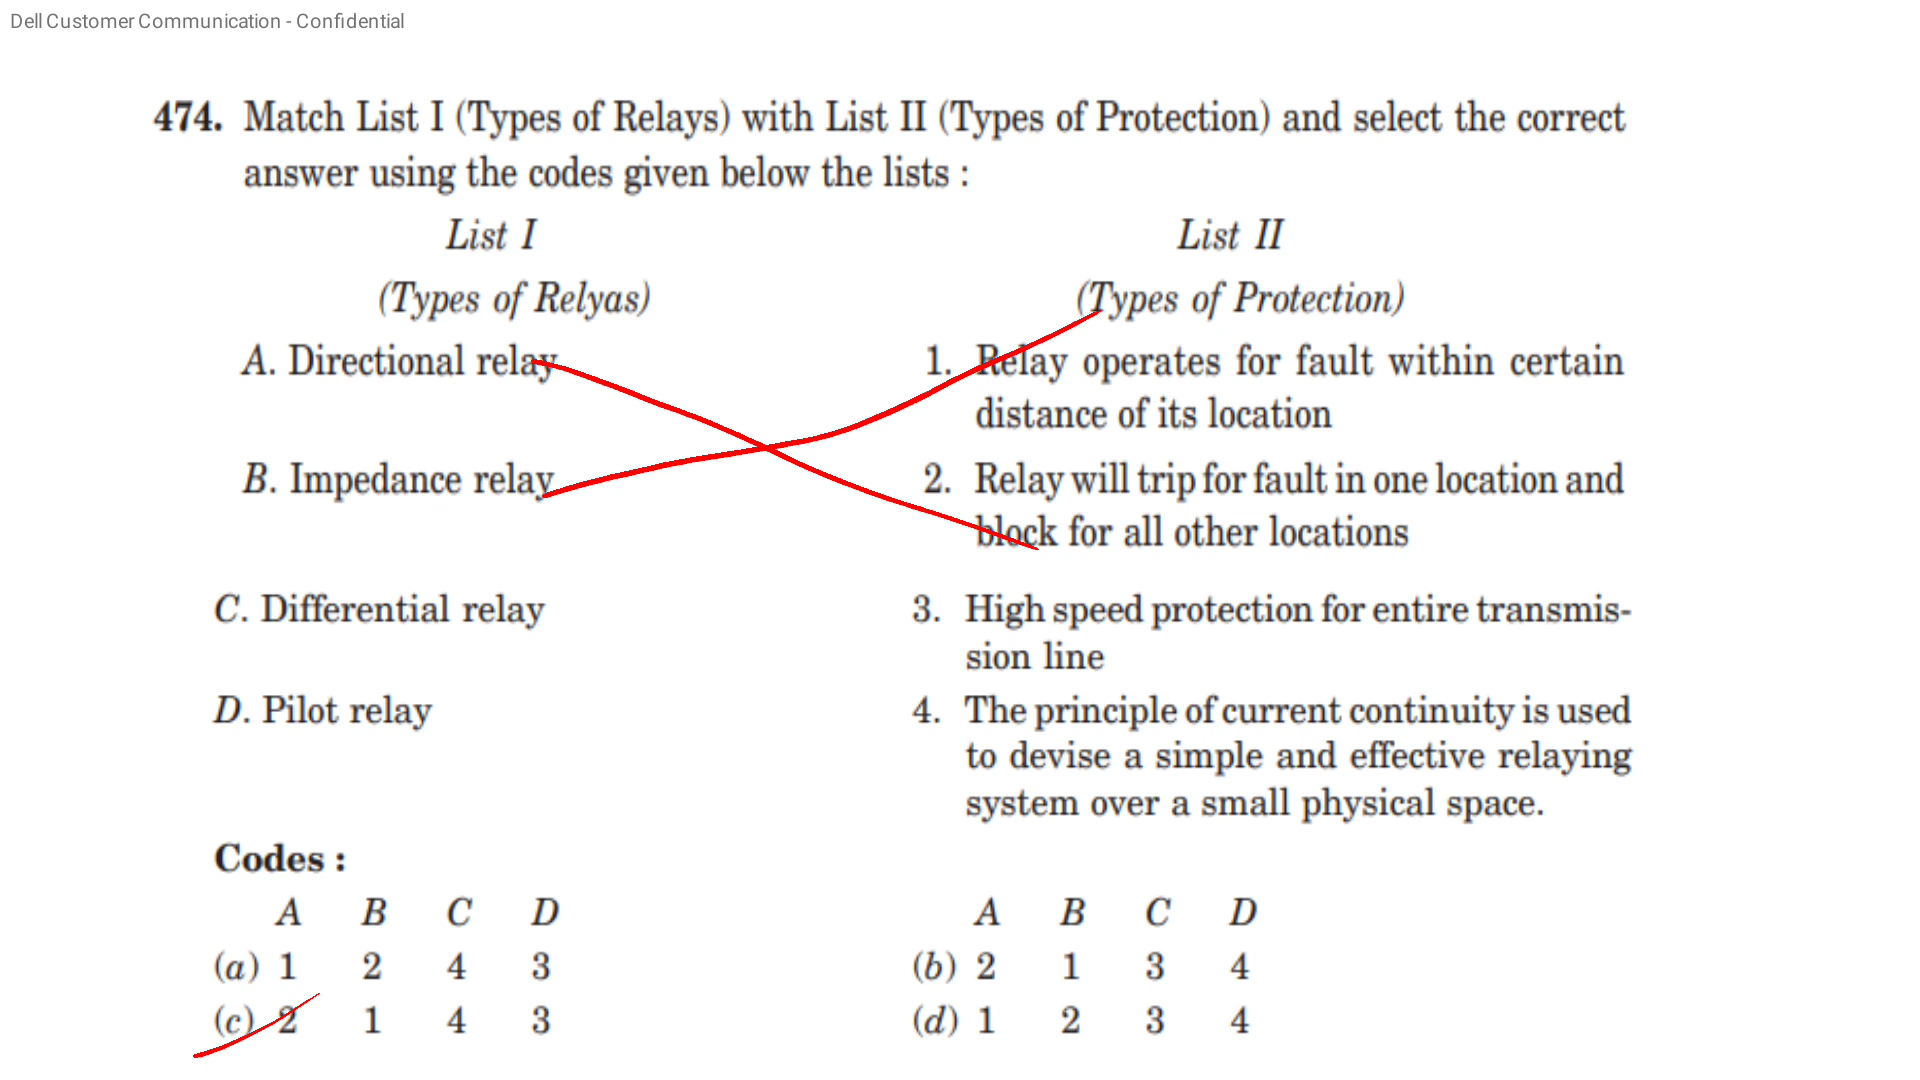 Dell Customer Communication - Confidential
474. Match List I (Types of Relays) with List II (Types of Protection) and select the correct
answer using the codes given below the lists :
List I List II
(Types of Relyas) (Types of Protection)
A. Directional relay 1. Relay operates for fault within certain
distance of its location
B. Impedance relay 2. Relay will trip for fault in one location and
block for all other locations
C. Differential relay 3. High speed protection for entire transmis-
sion line
D. Pilot relay 4. The principle of current continuity is used
to devise a simple and effective relaying
system over a small physical space.
Codes :
A B C D A B C D
(a) 1 2 4 3 (b) 2 1 3 4
(c) 2 1 4 3 (d) 1 2 3 4